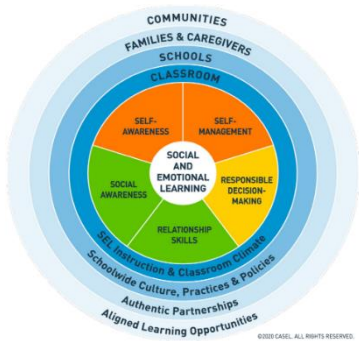 COMMUNITIES
FAMILIES & CAREGIVERS
SCHOOLS
CLASSROOM
SELF-
AWARENESS
SELF-
MANAGEMENT
SOCIAL
AND
EMOTIONAL
LEARNING
SOCIAL
AWARENESS
RESPONSIBLE
DECISION-
MAKING
RELATIONSHIP
SKILLS
SEL Instruction & Classroom Climate
Schoolwide Culture, Practices & Policies
Authentic Partnerships
Aligned Learning Opportunities
©2020 CASEL. ALL RIGHTS RESERVED.